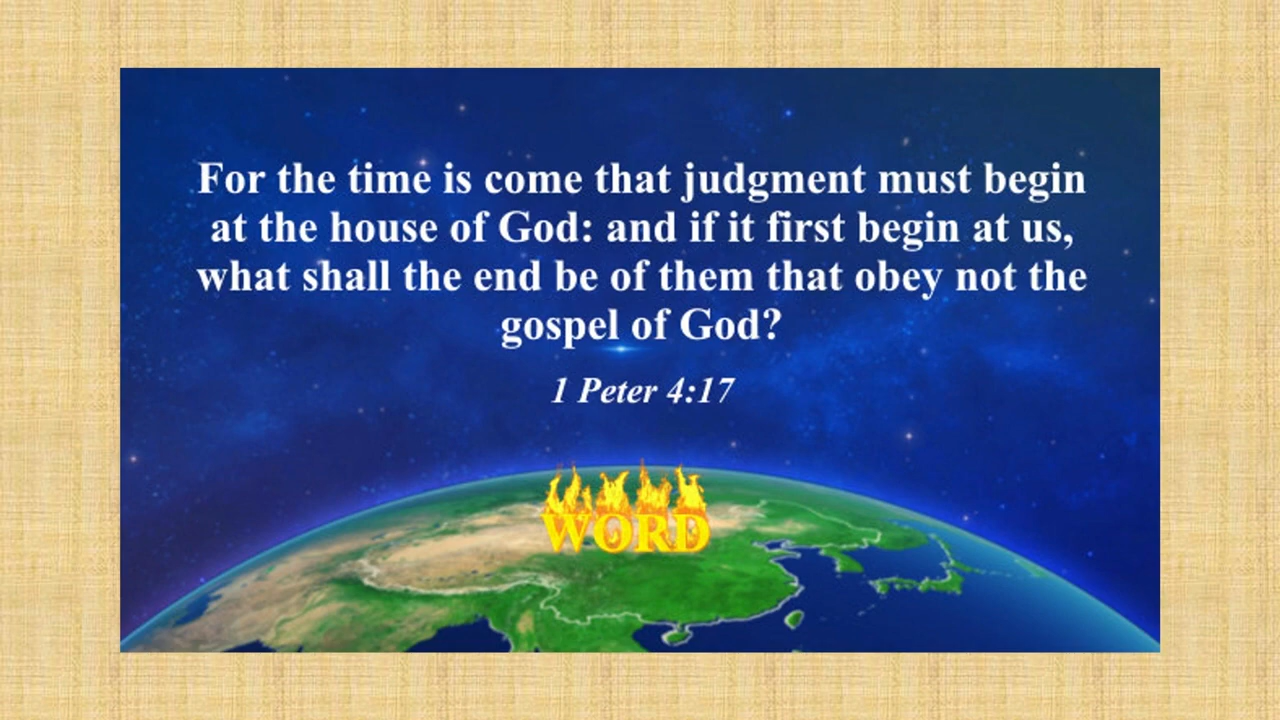 For the time is come that judgment must begin
at the house of God: and if it first begin at us,
what shall the end be of them that obey not the
gospel of God?
1 Peter 4:17
WORD